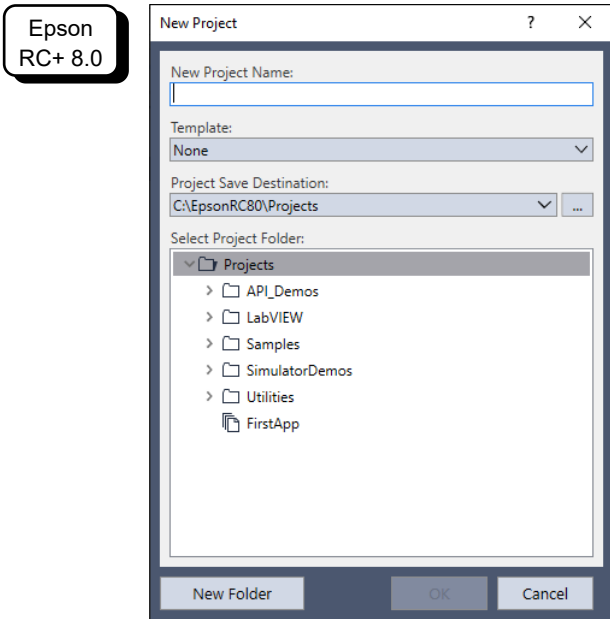 Epson
RC+ 8.0
New Project
?
New Project Name:
Template:
None
Project Save Destination:
C:\EpsonRC80\Projects
...
Select Project Folder:
Projects
API_Demos
LabVIEW
Samples
SimulatorDemos
Utilities
FirstApp
New Folder
OK
Cancel